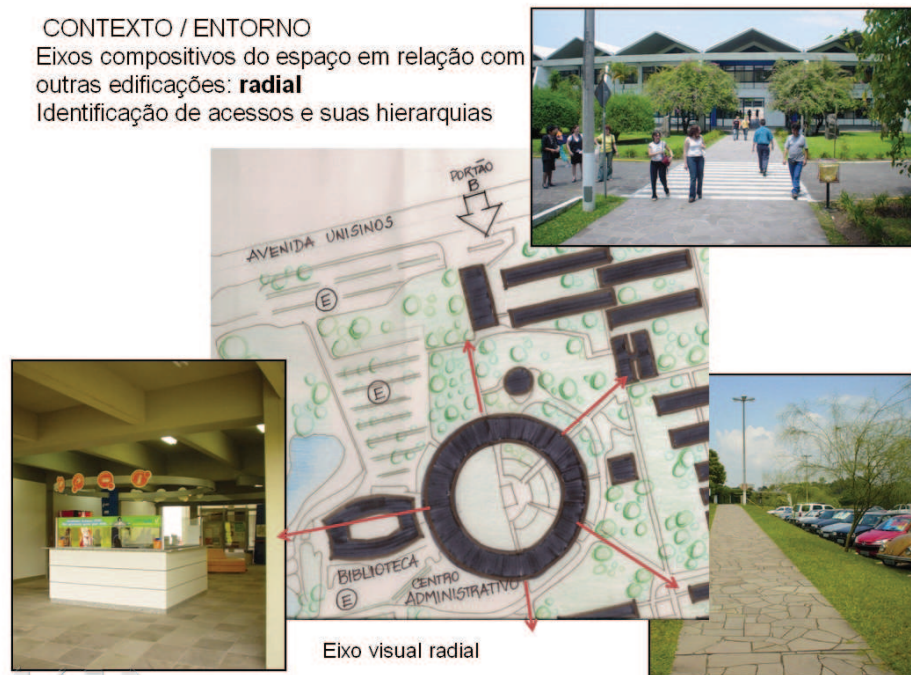 CONTEXTO / ENTORNO
Eixos compositivos do espaço em relação com
outras edificações: radial
Identificação de acessos e suas hierarquias
PORTÃO
B
AVENIDA UNISINOS
E
E
BIBLIOTECA
E
CENTRO
ADMINISTRATIVO
Eixo visual radial